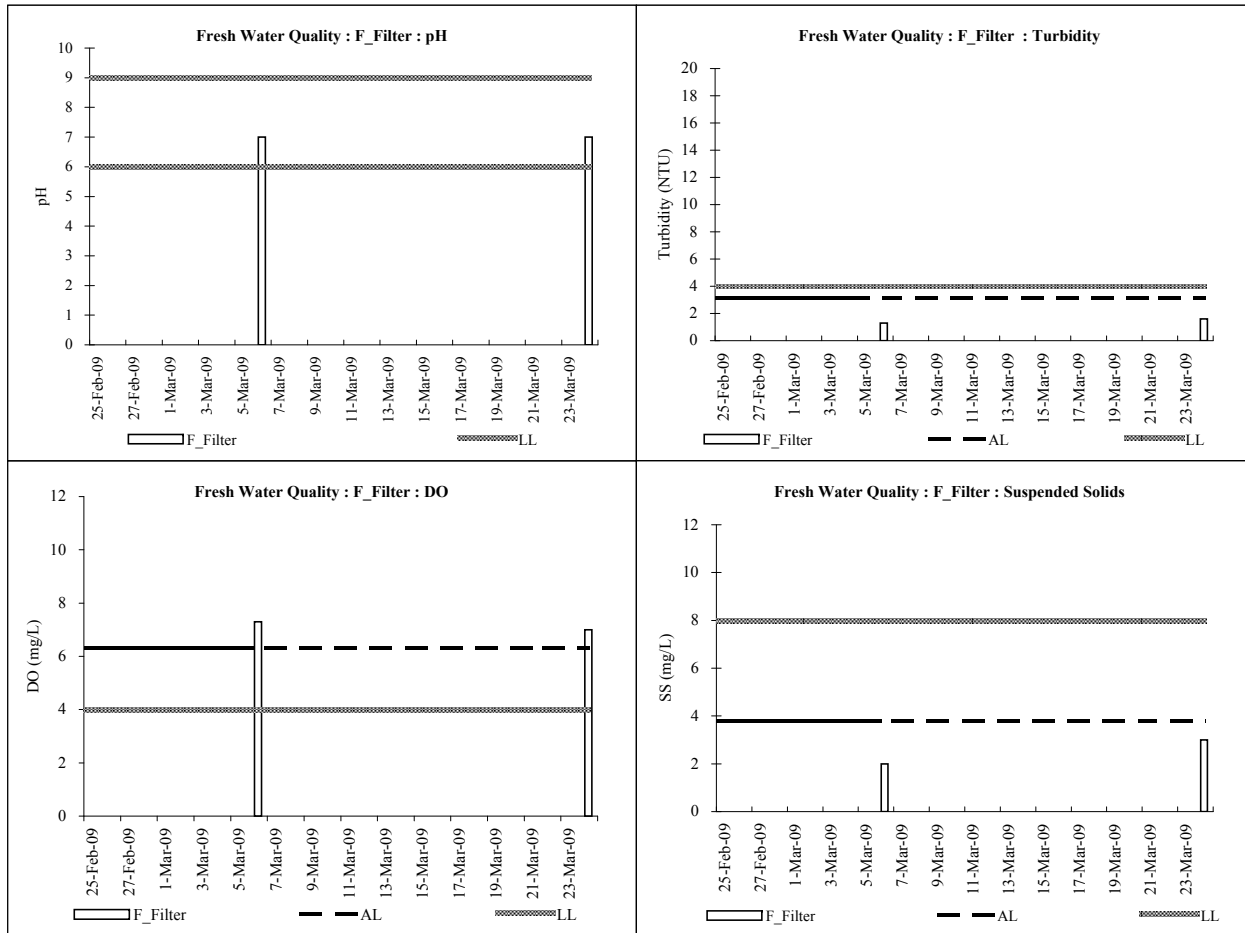 Fresh Water Quality : F_Filter : pH
10
9
8
7
6
5
4
3
2
1
0
pH
25-Feb-09
27-Feb-09
1-Mar-09
3-Mar-09
5-Mar-09
7-Mar-09
9-Mar-09
11-Mar-09
13-Mar-09
15-Mar-09
17-Mar-09
19-Mar-09
21-Mar-09
23-Mar-09
F_Filter LL
Fresh Water Quality : F_Filter : Turbidity
20
18
16
14
12
10
8
6
4
2
0
Turbidity (NTU)
25-Feb-09
27-Feb-09
1-Mar-09
3-Mar-09
5-Mar-09
7-Mar-09
9-Mar-09
11-Mar-09
13-Mar-09
15-Mar-09
17-Mar-09
19-Mar-09
21-Mar-09
23-Mar-09
F_Filter AL LL
Fresh Water Quality : F_Filter : DO
12
10
8
6
4
2
0
DO (mg/L)
25-Feb-09
27-Feb-09
1-Mar-09
3-Mar-09
5-Mar-09
7-Mar-09
9-Mar-09
11-Mar-09
13-Mar-09
15-Mar-09
17-Mar-09
19-Mar-09
21-Mar-09
23-Mar-09
F_Filter AL LL
Fresh Water Quality : F_Filter : Suspended Solids
12
10
8
6
4
2
0
SS (mg/L)
25-Feb-09
27-Feb-09
1-Mar-09
3-Mar-09
5-Mar-09
7-Mar-09
9-Mar-09
11-Mar-09
13-Mar-09
15-Mar-09
17-Mar-09
19-Mar-09
21-Mar-09
23-Mar-09
F_Filter AL LL